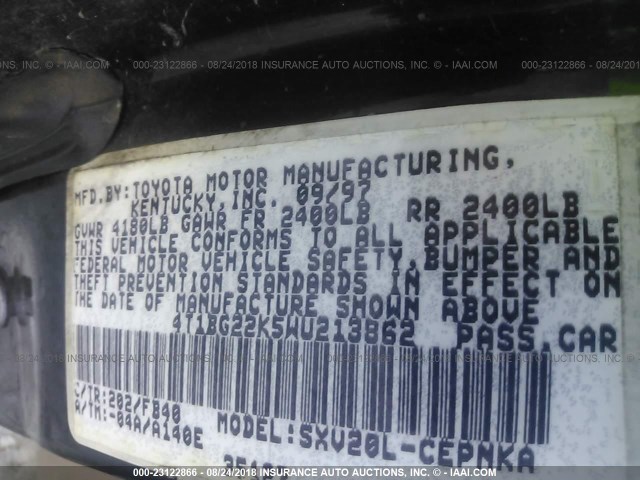 000-23122866 - 08/24/2018 INSURANCE AUTO AUCTIONS, INC. © - IAAI.COM
MFD.BY:TOYOTA MOTOR MANUFACTURING,
KENTUCKY,INC. 09/97
GVWR 4180LB GAWR FR 2400LB RR 2400LB
THIS VEHICLE CONFORMS TO ALL APPLICABLE
FEDERAL MOTOR VEHICLE SAFETY,BUMPER AND
THEFT PREVENTION STANDARDS IN EFFECT ON
THE DATE OF MANUFACTURE SHOWN ABOVE
4T1BG22K5WU213862 PASS.CAR
C/TR:202/FB40
A/TM:-04A/A140E
MODEL:SXV20L-CEPNKA
000-23122866 - 08/24/2018 INSURANCE AUTO AUCTIONS, INC. © - IAAI.COM